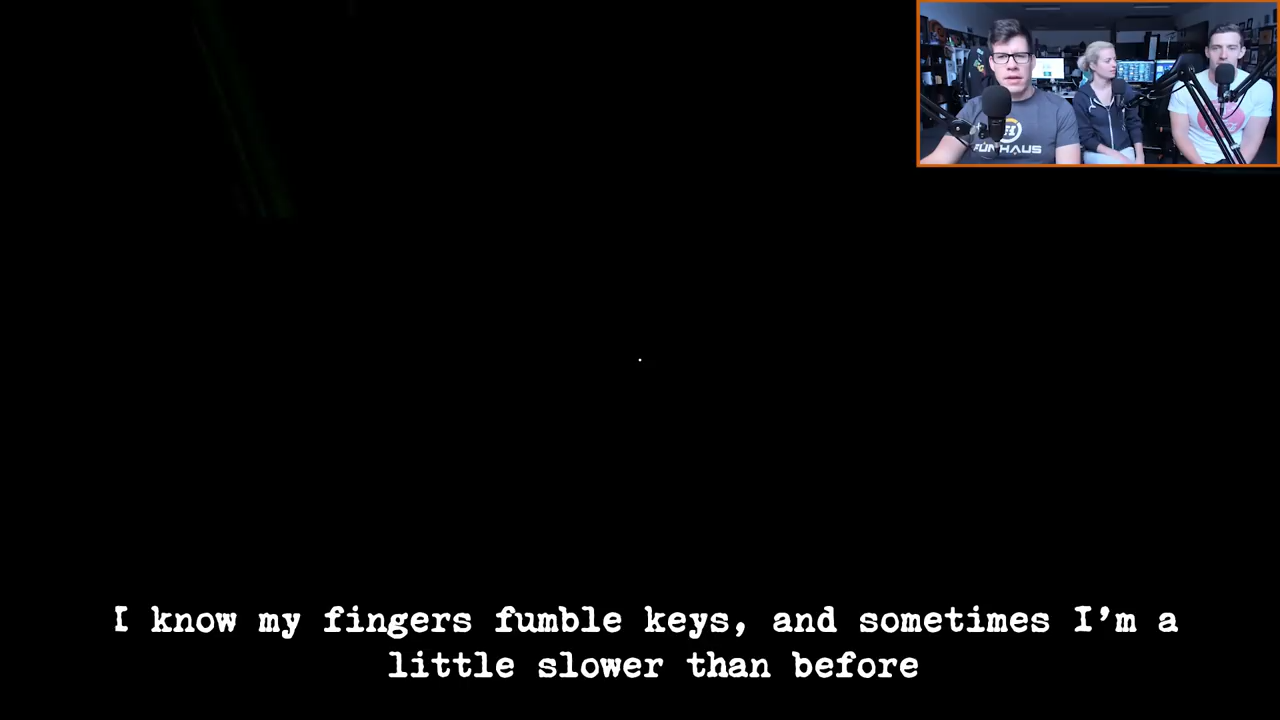 FUNHAUS
I know my fingers fumble keys, and sometimes I'm a
little slower than before